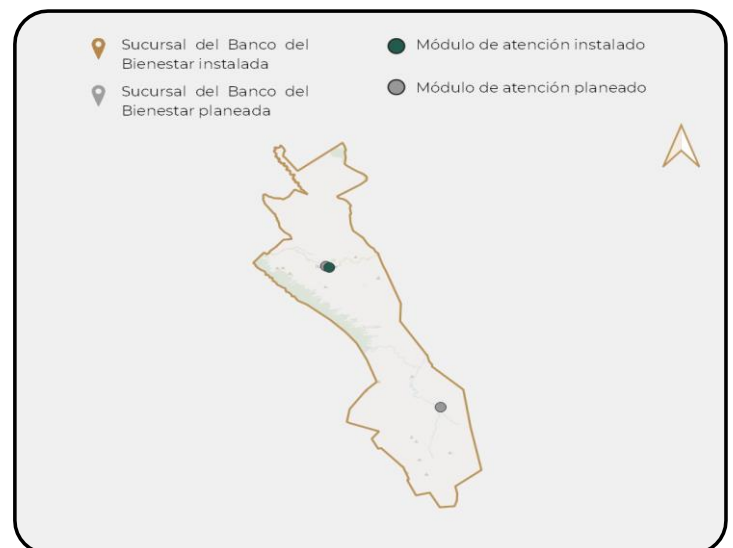 Sucursal del Banco del
Bienestar instalada
Sucursal del Banco del
Bienestar planeada
Módulo de atención instalado
Módulo de atención planeado